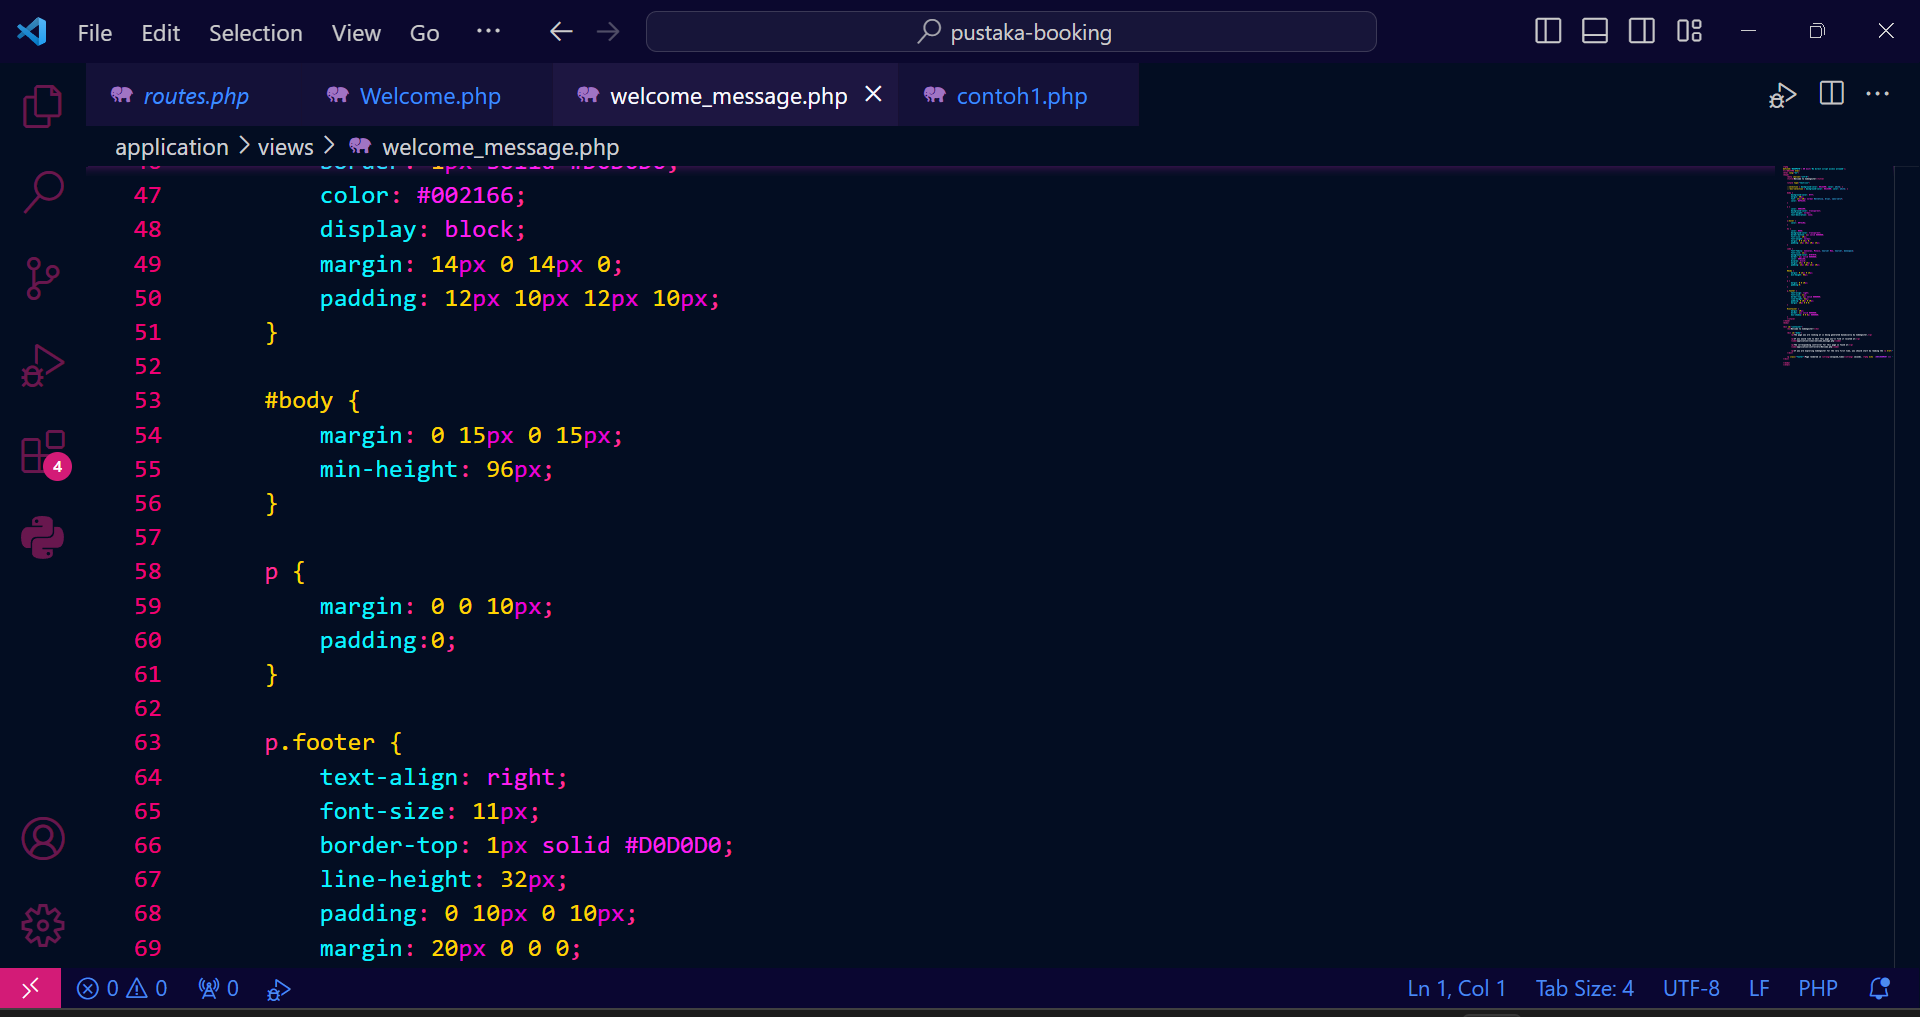 File Edit Selection View Go ··· pustaka-booking
routes.php Welcome.php welcome_message.php contoh1.php
application > views > welcome_message.php
46 border: 1px solid #D0D0D0;
47 color: #002166;
48 display: block;
49 margin: 14px 0 14px 0;
50 padding: 12px 10px 12px 10px;
51 }
52
53 #body {
54 margin: 0 15px 0 15px;
55 min-height: 96px;
56 }
57
58 p {
59 margin: 0 0 10px;
60 padding:0;
61 }
62
63 p.footer {
64 text-align: right;
65 font-size: 11px;
66 border-top: 1px solid #D0D0D0;
67 line-height: 32px;
68 padding: 0 10px 0 10px;
69 margin: 20px 0 0 0;
4
0 0 0 Ln 1, Col 1 Tab Size: 4 UTF-8 LF PHP